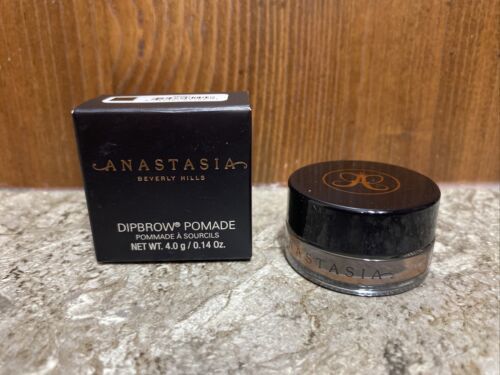 ANASTASIA
BEVERLY HILLS
DIPBROW® POMADE
POMMADE À SOURCILS
NET WT. 4.0 g / 0.14 Oz.
ANASTASIA